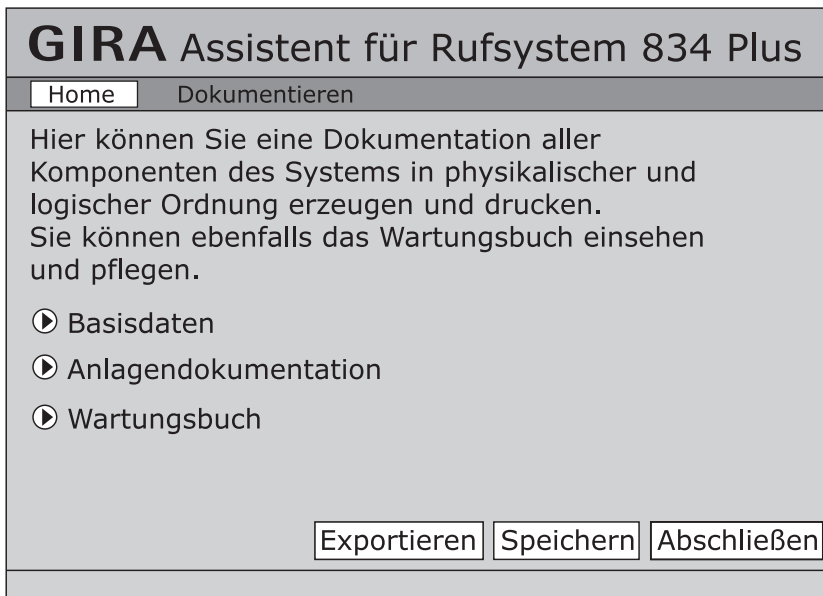 GIRA Assistent für Rufsystem 834 Plus
Home Dokumentieren
Hier können Sie eine Dokumentation aller
Komponenten des Systems in physikalischer und
logischer Ordnung erzeugen und drucken.
Sie können ebenfalls das Wartungsbuch einsehen
und pflegen.
Basisdaten
Anlagendokumentation
Wartungsbuch
Exportieren Speichern Abschließen